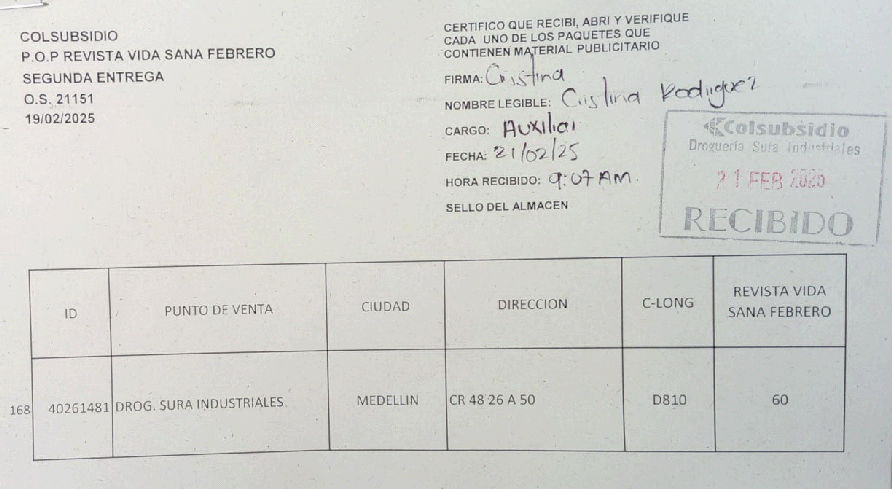 COLSUBSIDIO
P.O.P REVISTA VIDA SANA FEBRERO
SEGUNDA ENTREGA
O.S. 21151
19/02/2025
CERTIFICO QUE RECIBI, ABRI Y VERIFIQUE
CADA UNO DE LOS PAQUETES QUE
CONTIENEN MATERIAL PUBLICITARIO
FIRMA: Cristina
NOMBRE LEGIBLE: Cristina Rodriguez
CARGO: Auxiliar
FECHA: 21/02/25
HORA RECIBIDO: 9:07 AM.
SELLO DEL ALMACEN
Colsubsidio
Drogueria Sura Industriales
21 FEB 2025
RECIBIDO
ID PUNTO DE VENTA CIUDAD DIRECCION C-LONG REVISTA VIDA SANA FEBRERO
168 40261481 DROG. SURA INDUSTRIALES. MEDELLIN CR 48 26 A 50 D810 60